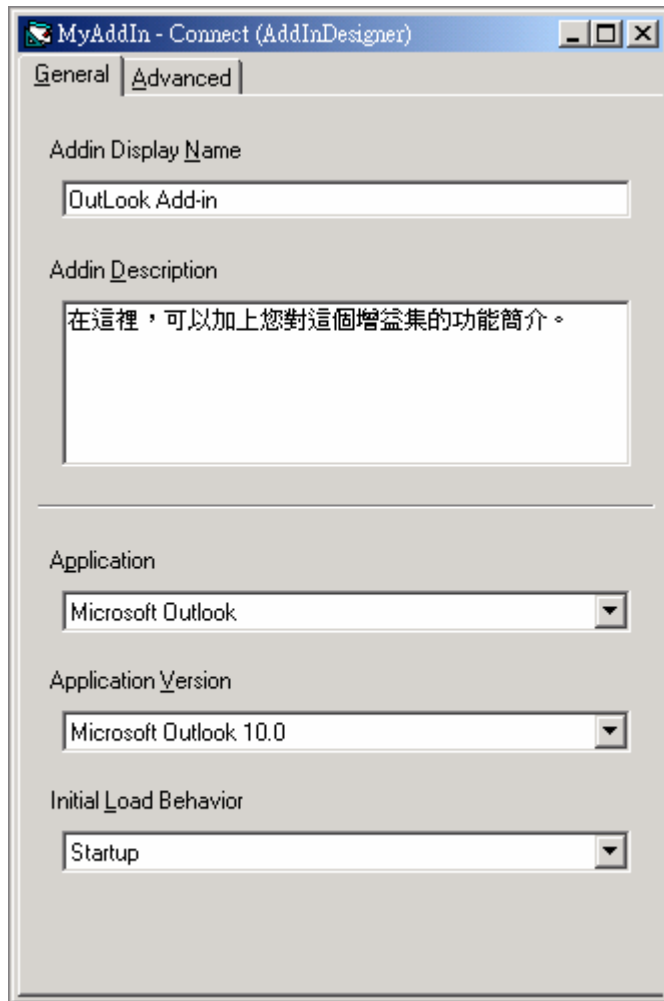 MyAddIn - Connect (AddInDesigner)
General Advanced
Addin Display Name
OutLook Add-in
Addin Description
在這裡，可以加上您對這個增益集的功能簡介。
Application
Microsoft Outlook
Application Version
Microsoft Outlook 10.0
Initial Load Behavior
Startup